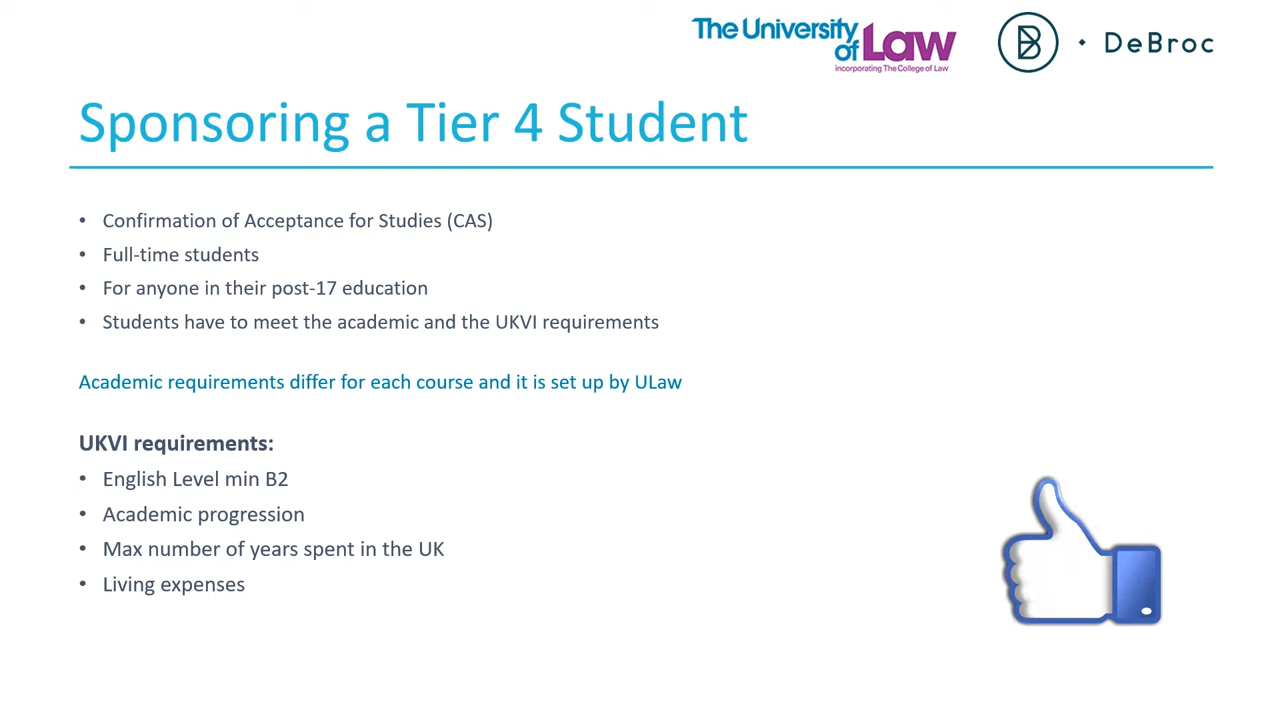 The University
of Law
incorporating The College of Law
B
DeBroc
Sponsoring a Tier 4 Student
• Confirmation of Acceptance for Studies (CAS)
• Full-time students
• For anyone in their post-17 education
• Students have to meet the academic and the UKVI requirements
Academic requirements differ for each course and it is set up by ULaw
UKVI requirements:
• English Level min B2
• Academic progression
• Max number of years spent in the UK
• Living expenses